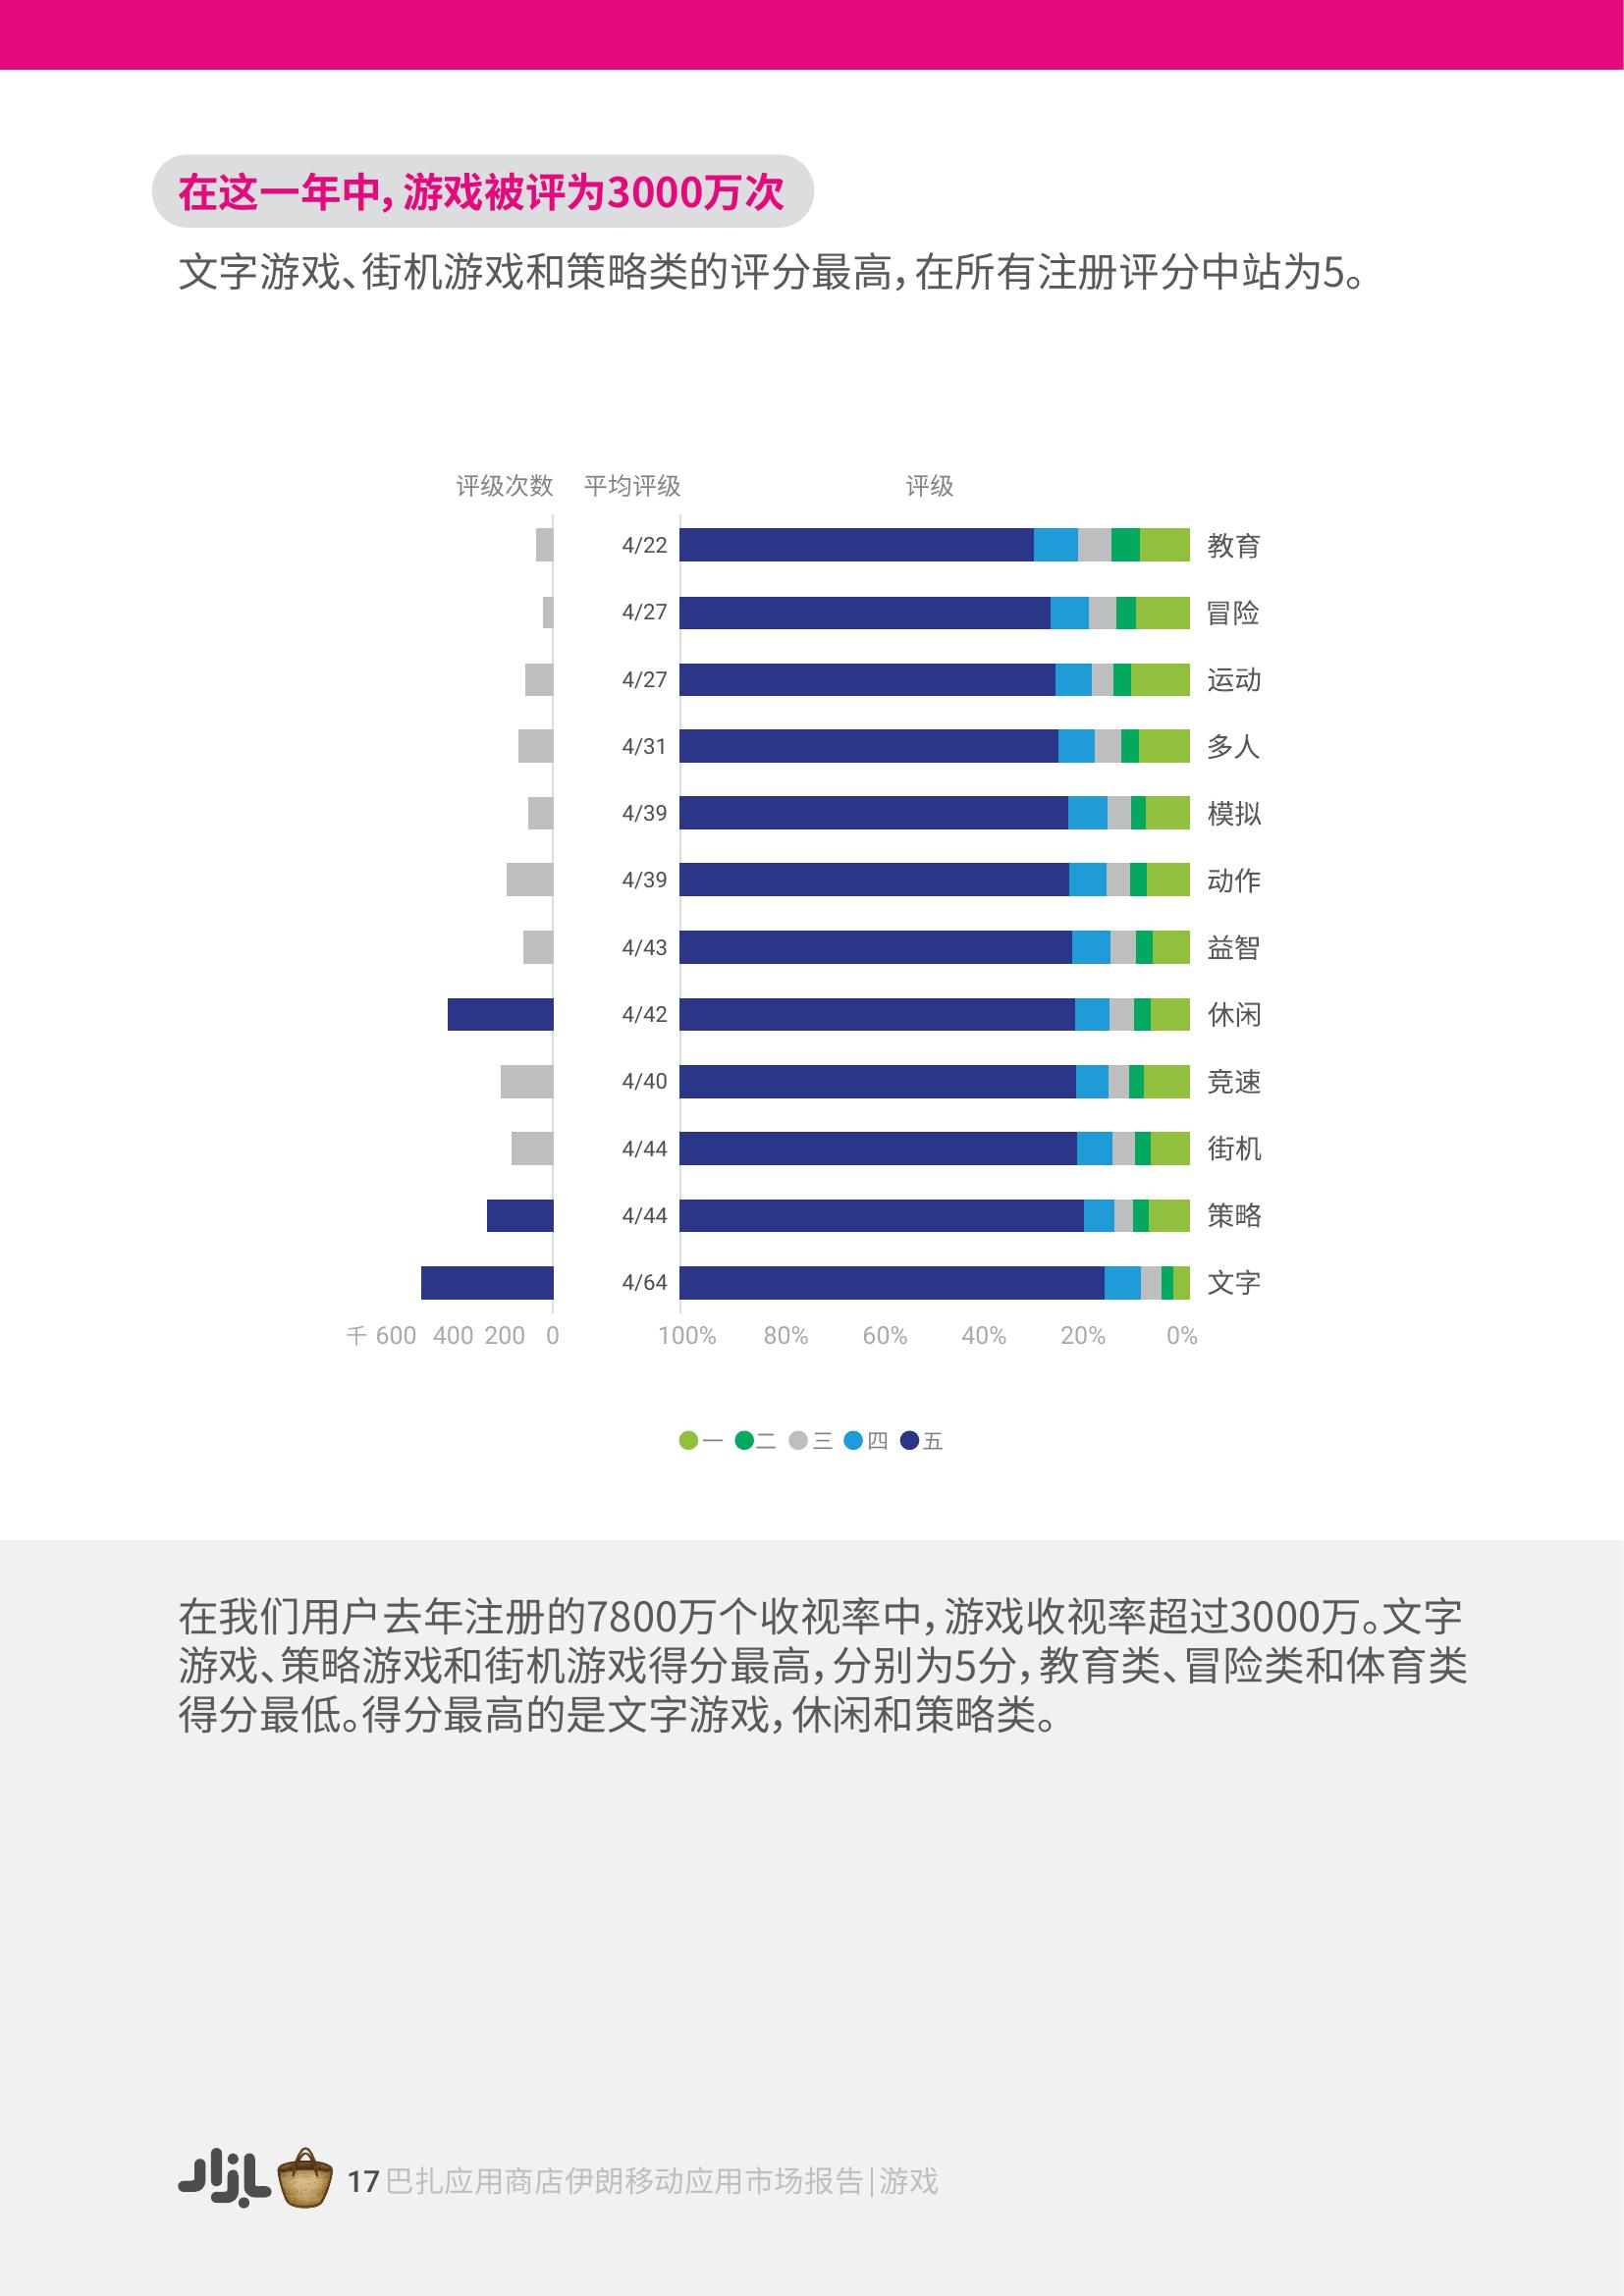 在这一年中，游戏被评为3000万次
文字游戏、街机游戏和策略类的评分最高，在所有注册评分中站为5。
评级次数 平均评级 评级
4/22 教育
4/27 冒险
4/27 运动
4/31 多人
4/39 模拟
4/39 动作
4/43 益智
4/42 休闲
4/40 竞速
4/44 街机
4/44 策略
4/64 文字
千 600 400 200 0 100% 80% 60% 40% 20% 0%
一 二 三 四 五
在我们用户去年注册的7800万个收视率中，游戏收视率超过3000万。文字
游戏、策略游戏和街机游戏得分最高，分别为5分，教育类、冒险类和体育类
得分最低。得分最高的是文字游戏，休闲和策略类。
بازار 17 巴扎应用商店伊朗移动应用市场报告|游戏